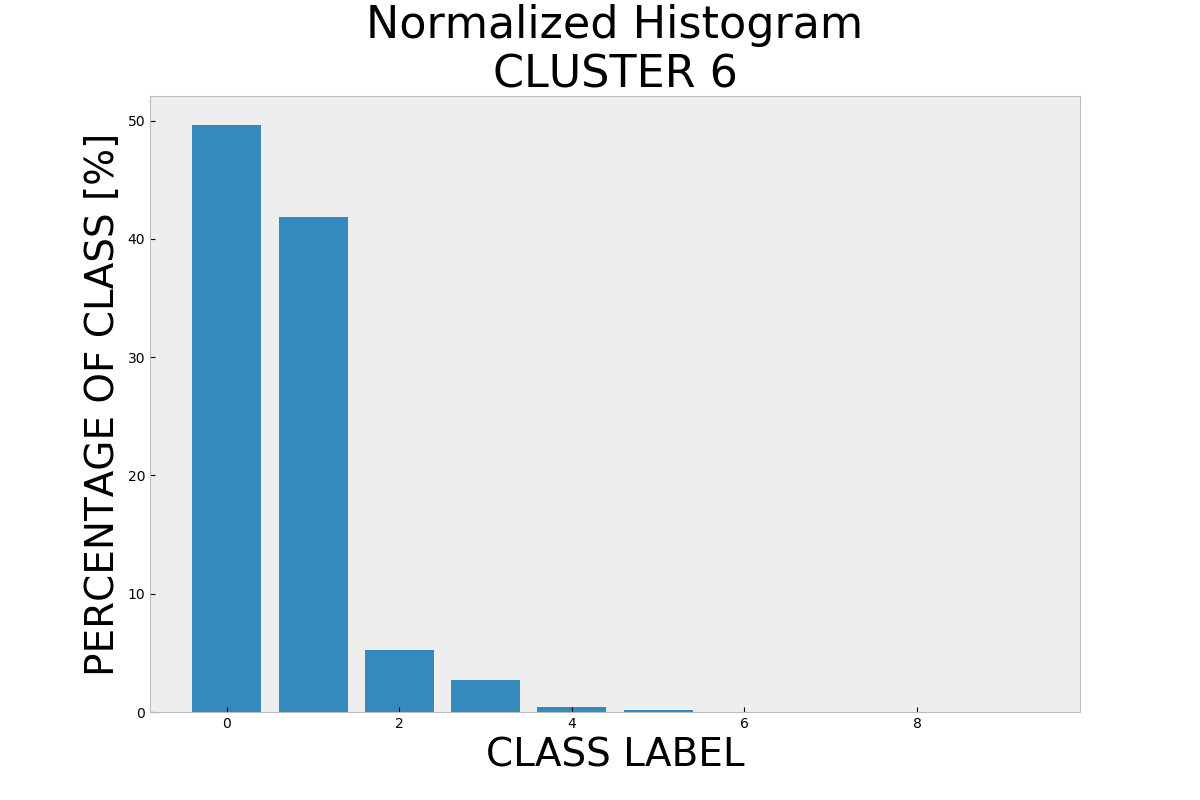 Normalized Histogram
CLUSTER 6
PERCENTAGE OF CLASS [%]
50
40
30
20
10
0
0 2 4 6 8
CLASS LABEL